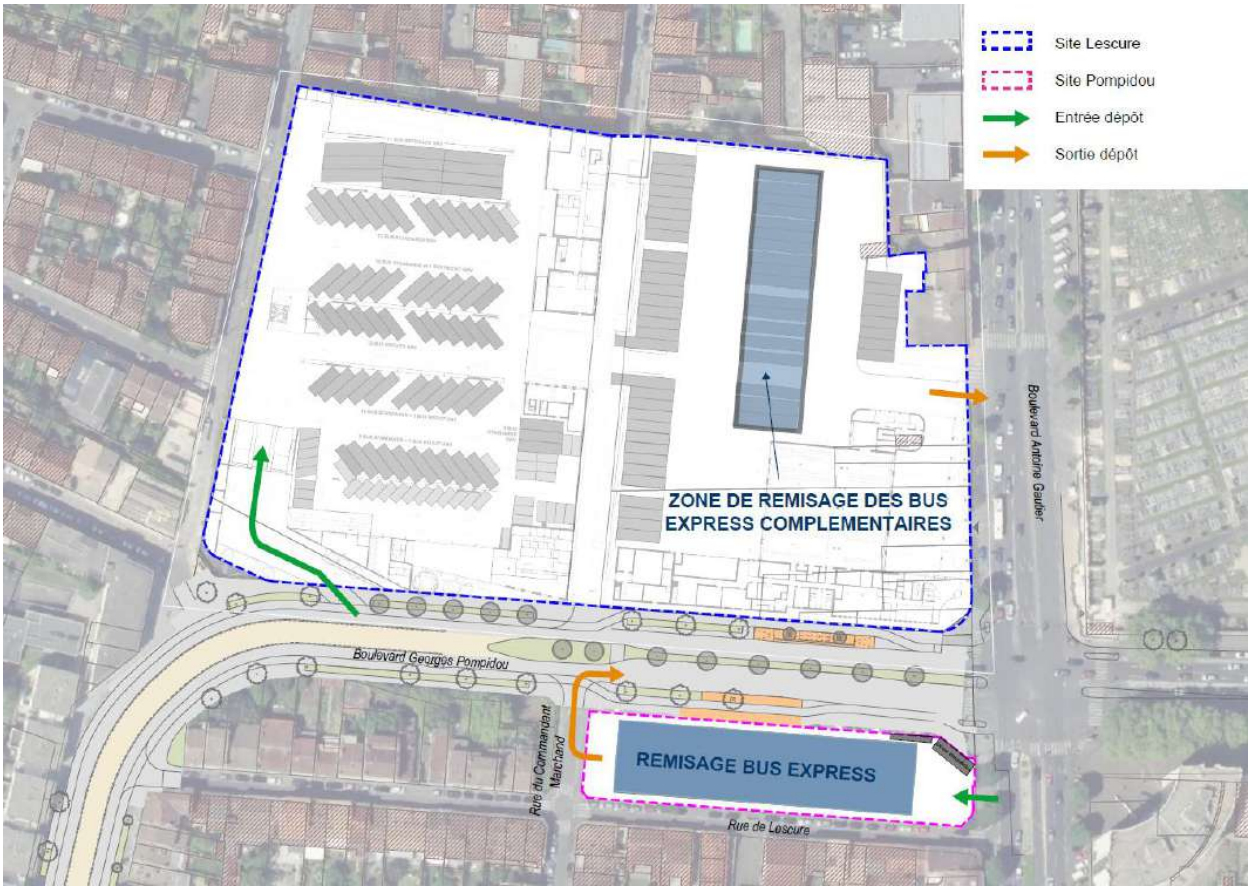 Site Lescure
Site Pompidou
Entrée dépôt
Sortie dépôt
Boulevard Antoine Gautier
ZONE DE REMISAGE DES BUS
EXPRESS COMPLEMENTAIRES
Boulevard Georges Pompidou
Rue du Commandant
Marchand
REMISAGE BUS EXPRESS
Rue de Lescure